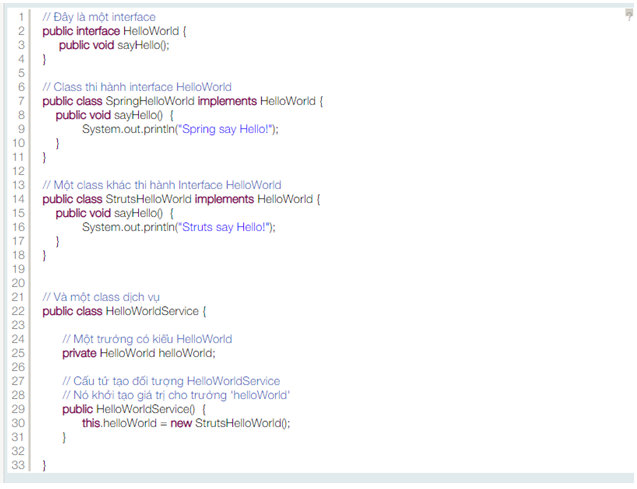 1 // Đây là một interface
2 public interface HelloWorld {
3 public void sayHello();
4 }
5
6 // Class thi hành interface HelloWorld
7 public class SpringHelloWorld implements HelloWorld {
8 public void sayHello() {
9 System.out.println("Spring say Hello!");
10 }
11 }
12
13 // Một class khác thi hành Interface HelloWorld
14 public class StrutsHelloWorld implements HelloWorld {
15 public void sayHello() {
16 System.out.println("Struts say Hello!");
17 }
18 }
19
20
21 // Và một class dịch vụ
22 public class HelloWorldService {
23
24 // Một trường có kiểu HelloWorld
25 private HelloWorld helloWorld;
26
27 // Cấu tử tạo đối tượng HelloWorldService
28 // Nó khởi tạo giá trị cho trường 'helloWorld'
29 public HelloWorldService() {
30 this.helloWorld = new StrutsHelloWorld();
31 }
32
33 }